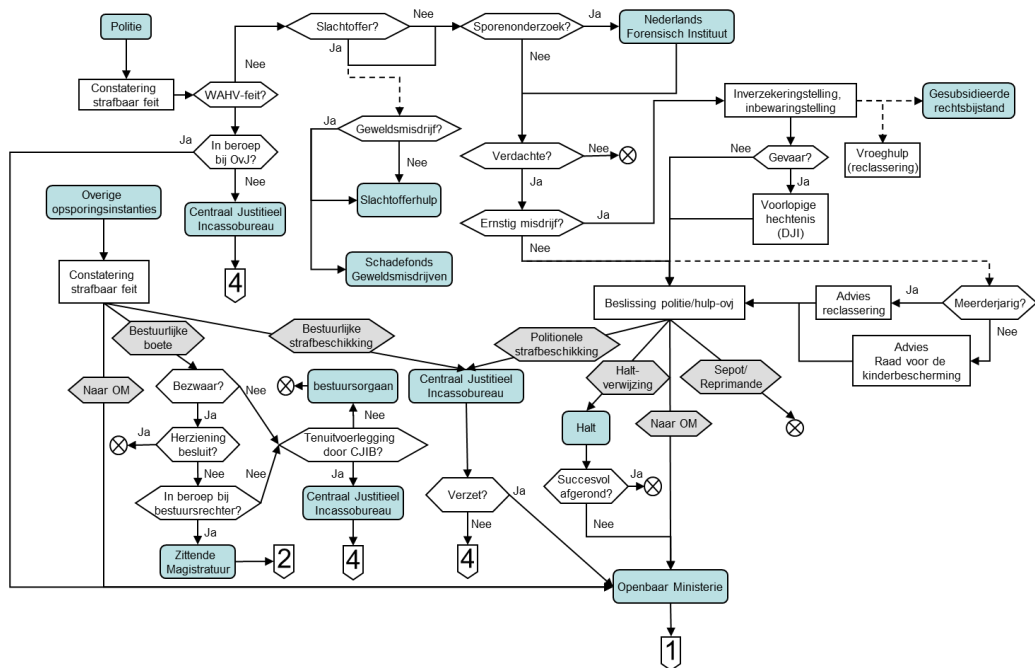 Politie
Constatering
strafbaar feit
WAHV-feit?
Nee
Slachtoffer?
Nee
Ja
Sporenonderzoek?
Ja
Nee
Nederlands
Forensisch Instituut
Ja
In beroep
bij OvJ?
Nee
Centraal Justitieel
Incassobureau
4
Ja
Geweldsmisdrijf?
Nee
Slachtofferhulp
Schadefonds
Geweldsmisdrijven
Verdachte?
Nee
Ja
Ernstig misdrijf?
Ja
Nee
Inverzekeringstelling,
inbewaringstelling
Gesubsidieerde
rechtsbijstand
Nee
Gevaar?
Ja
Vroeghulp
(reclassering)
Voorlopige
hechtenis
(DJI)
Overige
opsporingsinstanties
Constatering
strafbaar feit
Beslissing politie/hulp-ovj
Advies
reclassering
Ja
Meerderjarig?
Nee
Advies
Raad voor de
kinderbescherming
Bestuurlijke
boete
Bestuurlijke
strafbeschikking
Politionele
strafbeschikking
Halt-
verwijzing
Sepot/
Reprimande
Naar OM
Bezwaar?
Nee
Ja
bestuursorgaan
Nee
Centraal Justitieel
Incassobureau
Halt
Naar OM
Ja
Herziening
besluit?
Nee
Tenuitvoerlegging
door CJIB?
Ja
In beroep bij
bestuursrechter?
Nee
Ja
Centraal Justitieel
Incassobureau
Verzet?
Ja
Nee
Succesvol
afgerond?
Ja
Nee
Zittende
Magistratuur
2
4
4
Openbaar Ministerie
1